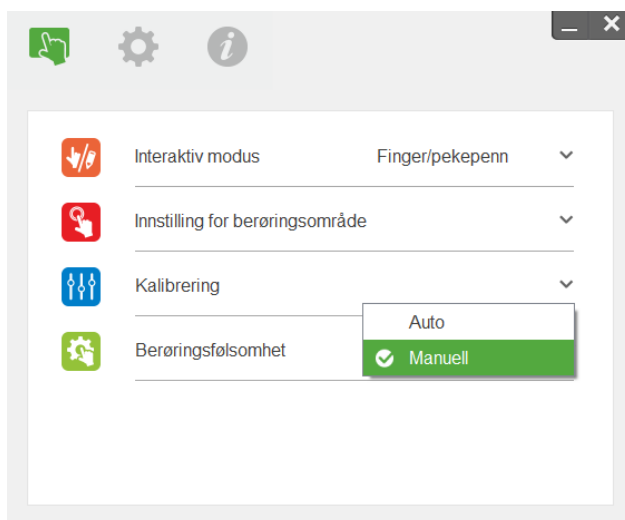 Interaktiv modus Finger/pekepenn
Innstilling for berøringsområde
Kalibrering
Auto
Berøringsfølsomhet
Manuell